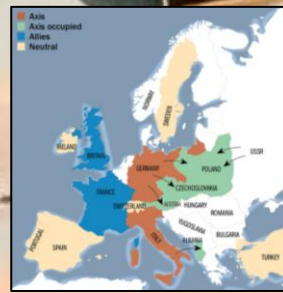 Axis
Axis occupied
Allies
Neutral
NORWAY
SWEDEN
IRELAND
BRITAIN
USSR
GERMANY
POLAND
CZECHOSLOVAKIA
FRANCE
SWITZERLAND
AUSTRIA
HUNGARY
ROMANIA
YUGOSLAVIA
ITALY
BULGARIA
ALBANIA
PORTUGAL
SPAIN
TURKEY